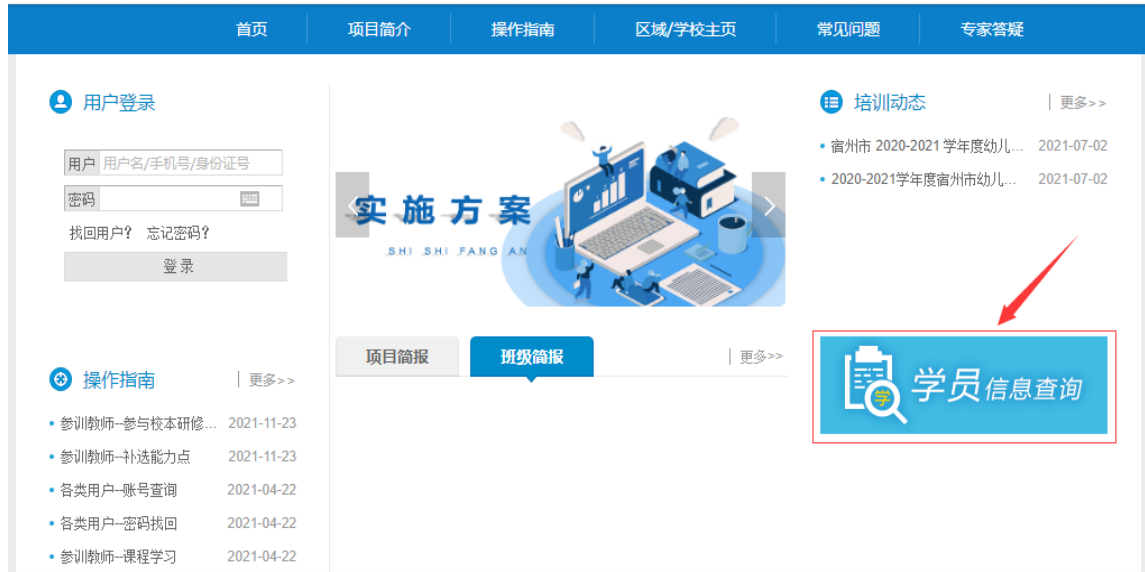 首页 项目简介 操作指南 区域/学校主页 常见问题 专家答疑
用户登录
用户 用户名/手机号/身份证号
密码
找回用户? 忘记密码?
登 录
操作指南 更多>>
参训教师--参与校本研修... 2021-11-23
参训教师--补选能力点 2021-11-23
各类用户--账号查询 2021-04-22
各类用户--密码找回 2021-04-22
参训教师--课程学习 2021-04-22
实施方案
SHI SHI FANG AN
项目简报 班级简报 更多>>
培训动态 更多>>
宿州市 2020-2021 学年度幼儿... 2021-07-02
2020-2021学年度宿州市幼儿... 2021-07-02
学
学员信息查询